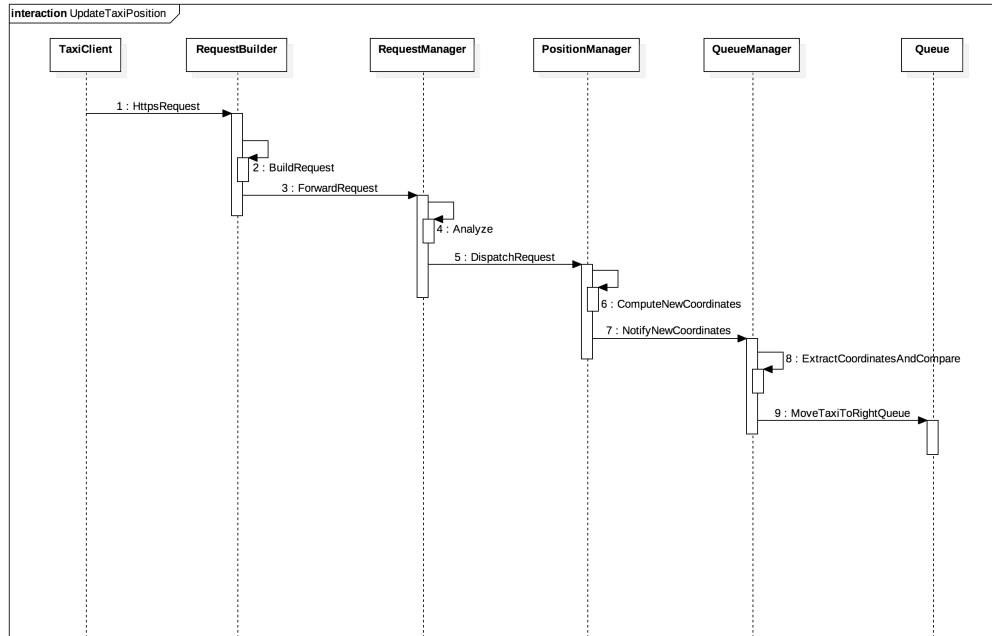 interaction UpdateTaxiPosition
TaxiClient
RequestBuilder
RequestManager
PositionManager
QueueManager
Queue
1 : HttpsRequest
2 : BuildRequest
3 : ForwardRequest
4 : Analyze
5 : DispatchRequest
6 : ComputeNewCoordinates
7 : NotifyNewCoordinates
8 : ExtractCoordinatesAndCompare
9 : MoveTaxiToRightQueue